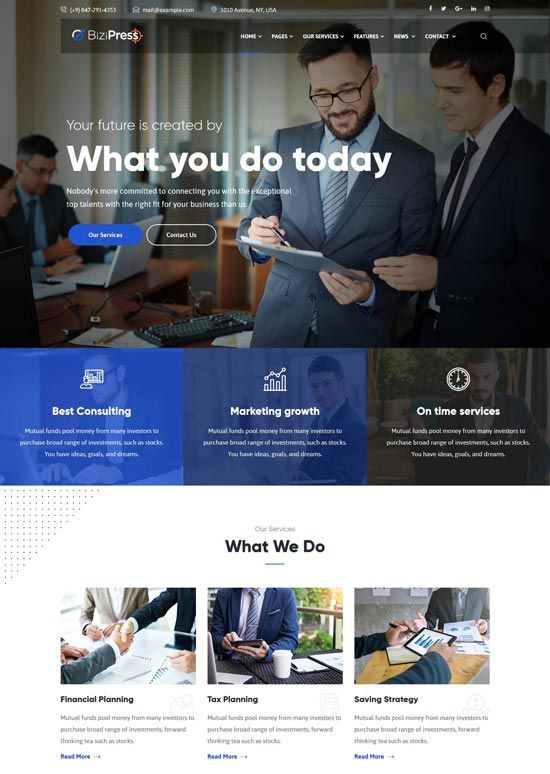 (+9) 847-291-4353
mail@example.com
1010 Avenue, NY, USA
BiziPress
HOME
PAGES
OUR SERVICES
FEATURES
NEWS
CONTACT
Your future is created by
What you do today
Nobody's more committed to connecting you with the exceptional
top talents with the right fit for your business than us.
Our Services
Contact Us
Best Consulting
Mutual funds pool money from many investors to
purchase broad range of investments, such as stocks.
You have ideas, goals, and dreams.
Marketing growth
Mutual funds pool money from many investors to
purchase broad range of investments, such as stocks.
You have ideas, goals, and dreams.
On time services
Mutual funds pool money from many investors to
purchase broad range of investments, such as stocks.
You have ideas, goals, and dreams.
Our Services
What We Do
Financial Planning
Mutual funds pool money from many investors to
purchase broad range of investments, forward
thinking tea such as stocks.
Read More
Tax Planning
Mutual funds pool money from many investors to
purchase broad range of investments, forward
thinking tea such as stocks.
Read More
Saving Strategy
Mutual funds pool money from many investors to
purchase broad range of investments, forward
thinking tea such as stocks.
Read More